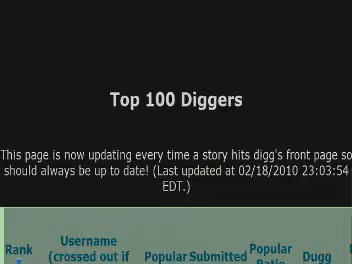 Top 100 Diggers
This page is now updating every time a story hits digg's front page so
should always be up to date! (Last updated at 02/18/2010 23:03:54
EDT.)
Rank Username (crossed out if Popular Submitted Popular Ratio Dugg